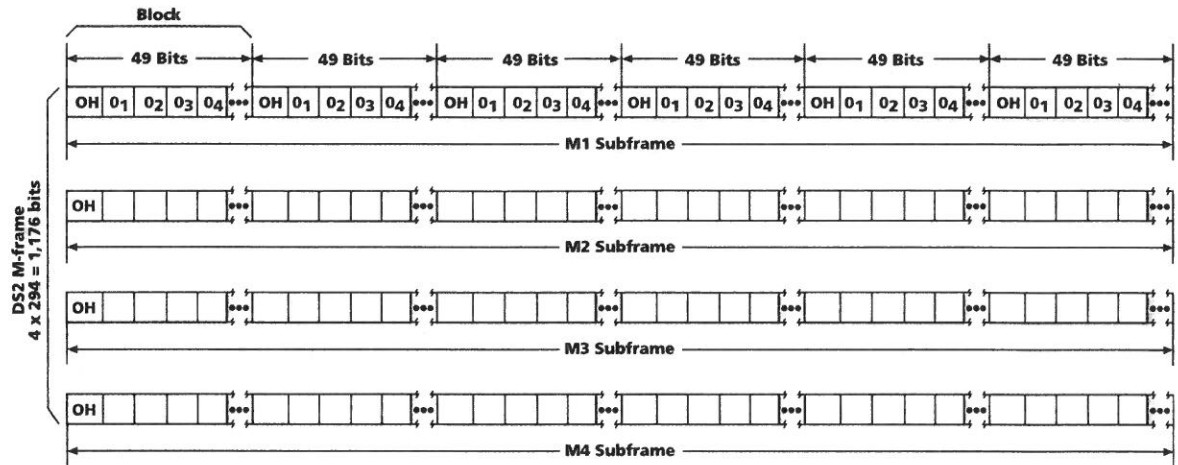 Block
49 Bits 49 Bits 49 Bits 49 Bits 49 Bits 49 Bits
OH 0₁ 0₂ 0₃ 0₄ ••• OH 0₁ 0₂ 0₃ 0₄ ••• OH 0₁ 0₂ 0₃ 0₄ ••• OH 0₁ 0₂ 0₃ 0₄ ••• OH 0₁ 0₂ 0₃ 0₄ ••• OH 0₁ 0₂ 0₃ 0₄ •••
M1 Subframe
DS2 M-frame
4 x 294 = 1,176 bits
OH ••• ••• ••• ••• ••• •••
M2 Subframe
OH ••• ••• ••• ••• ••• •••
M3 Subframe
OH ••• ••• ••• ••• ••• •••
M4 Subframe